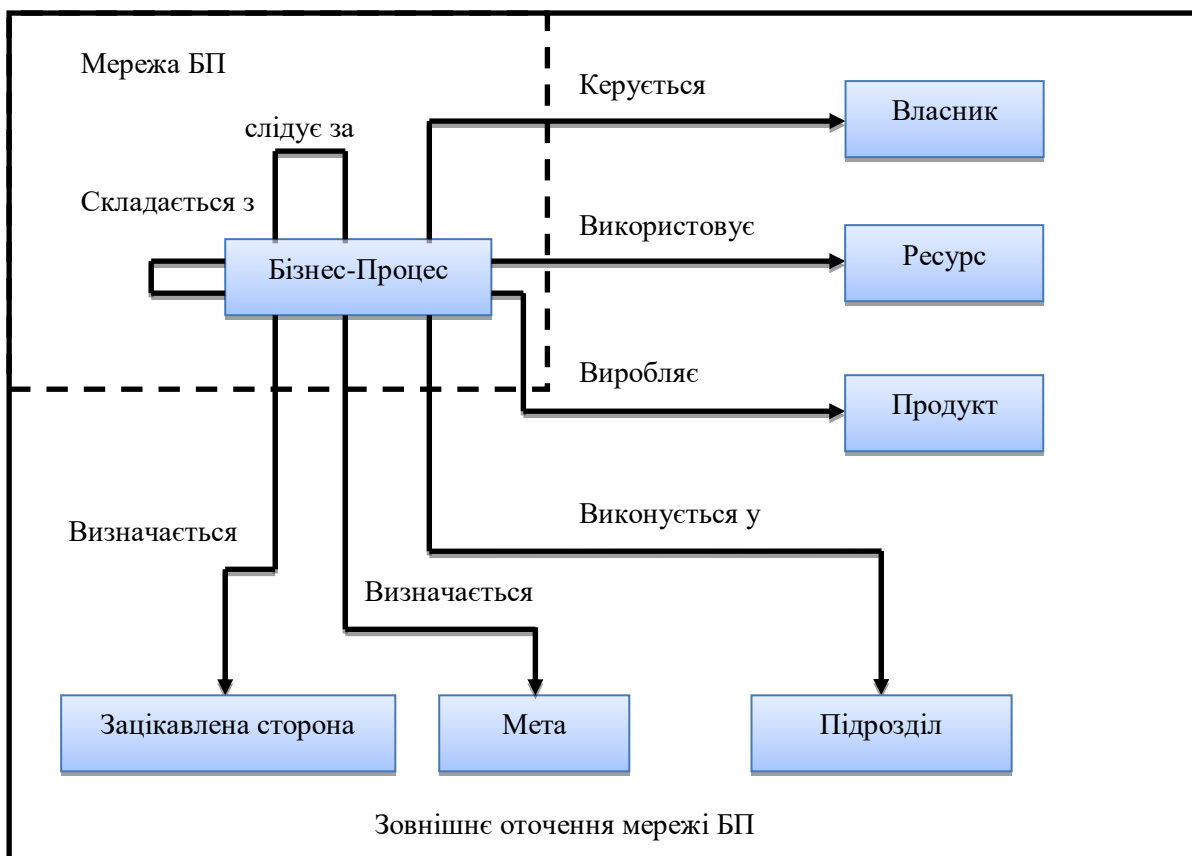 Мережа БП
Керується
Власник
слідує за
Складається з
Використовує
Бізнес-Процес
Ресурс
Виробляє
Продукт
Виконується у
Визначається
Визначається
Зацікавлена сторона
Мета
Підрозділ
Зовнішнє оточення мережі БП